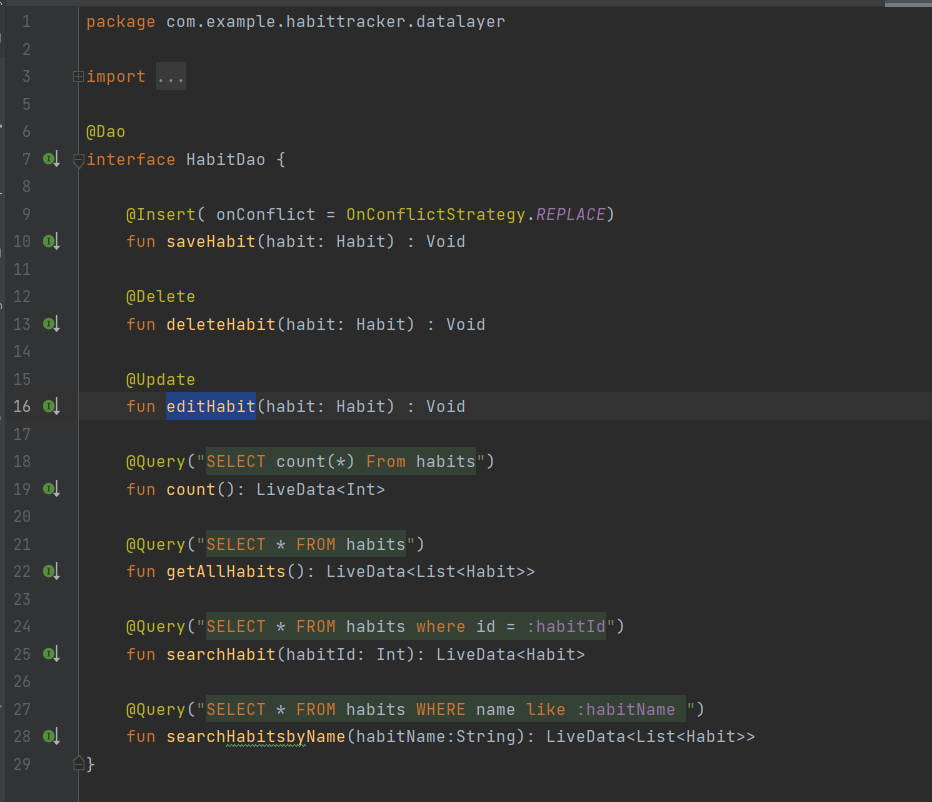 1 package com.example.habittracker.datalayer
2
3 import ...
5
6 @Dao
7 interface HabitDao {
8
9 @Insert( onConflict = OnConflictStrategy.REPLACE)
10 fun saveHabit(habit: Habit) : Void
11
12 @Delete
13 fun deleteHabit(habit: Habit) : Void
14
15 @Update
16 fun editHabit(habit: Habit) : Void
17
18 @Query("SELECT count(*) From habits")
19 fun count(): LiveData<Int>
20
21 @Query("SELECT * FROM habits")
22 fun getAllHabits(): LiveData<List<Habit>>
23
24 @Query("SELECT * FROM habits where id = :habitId")
25 fun searchHabit(habitId: Int): LiveData<Habit>
26
27 @Query("SELECT * FROM habits WHERE name like :habitName ")
28 fun searchHabitsbyName(habitName:String): LiveData<List<Habit>>
29 }